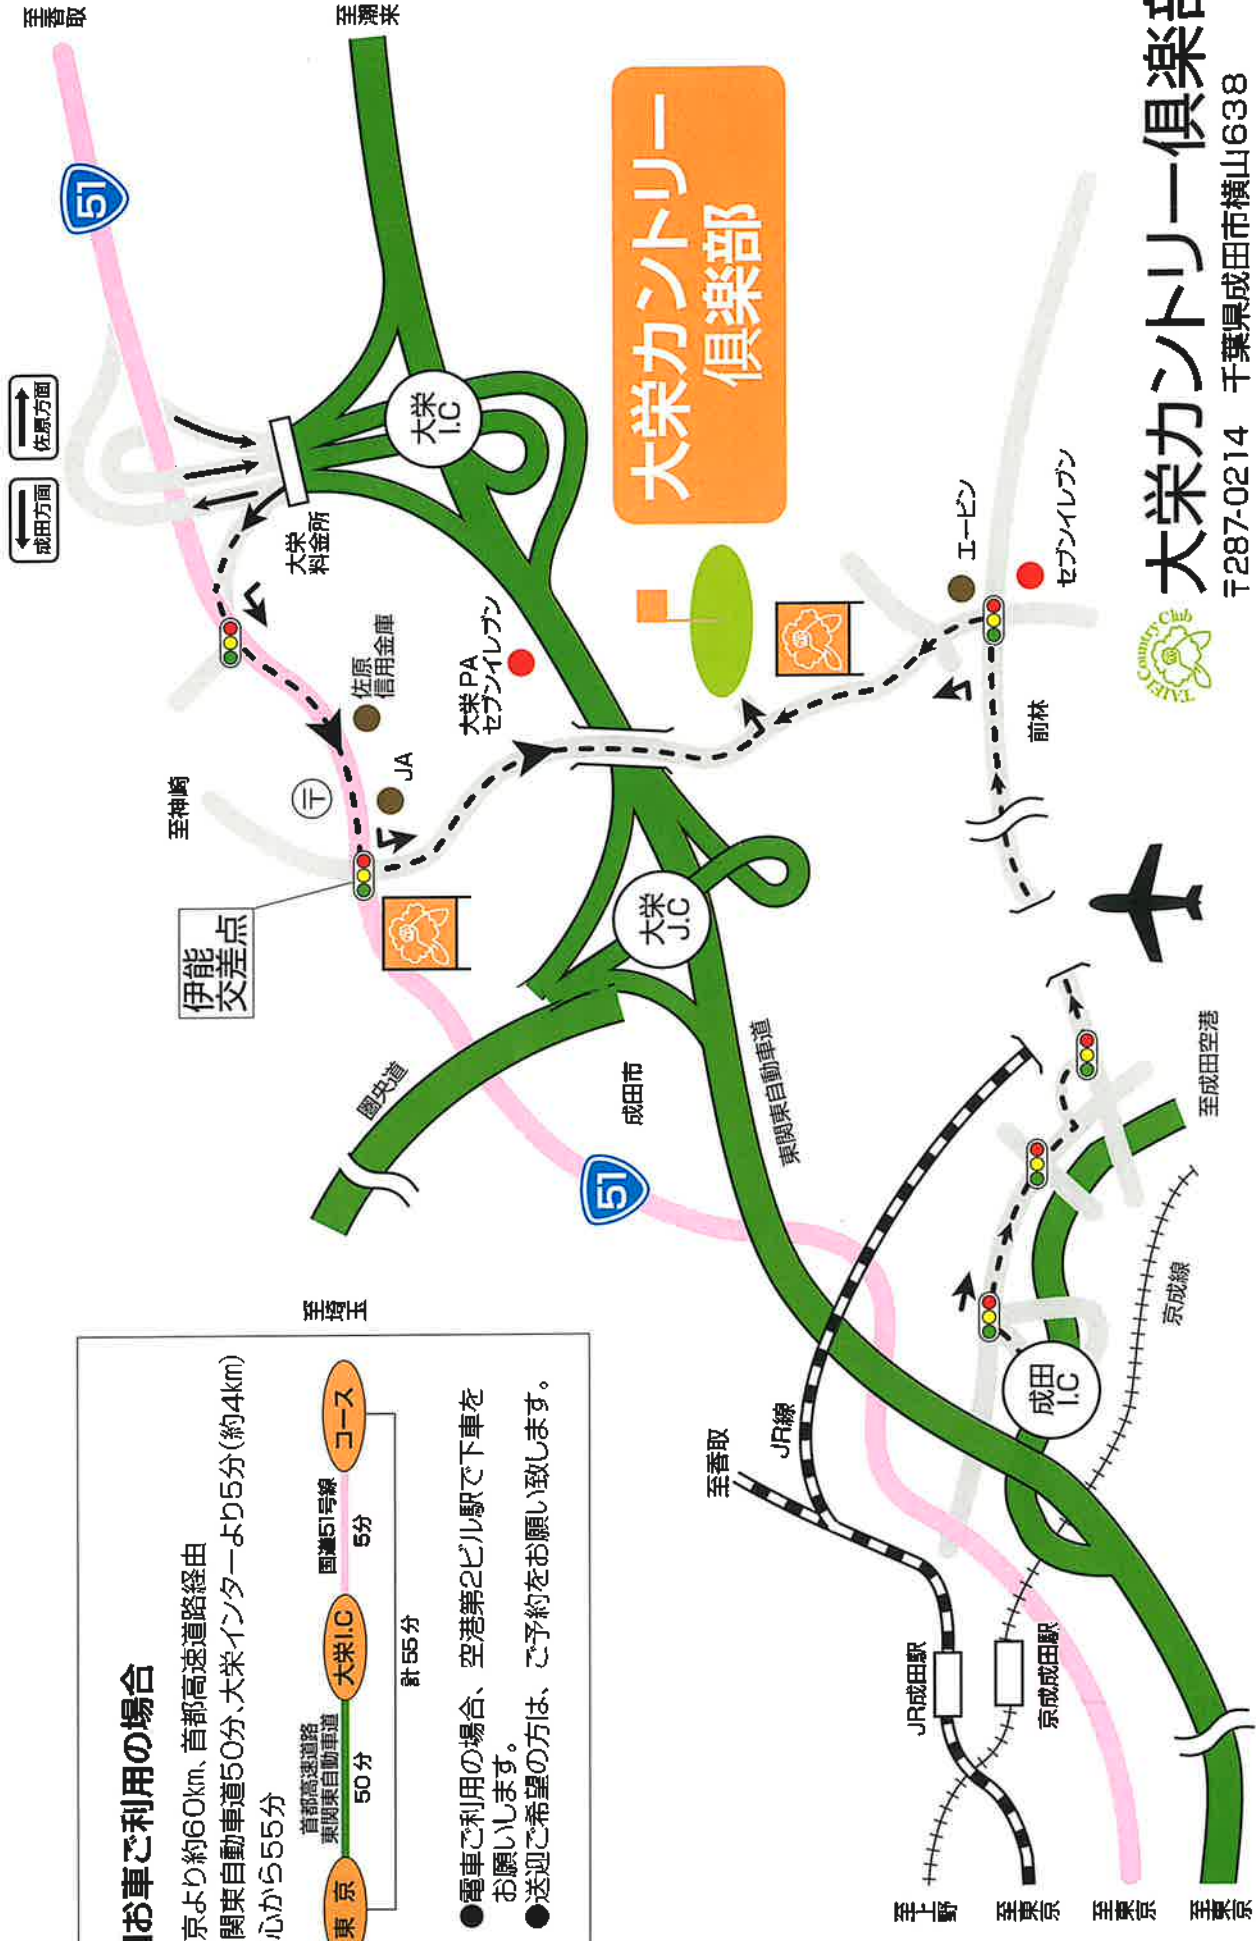 お車ご利用の場合
京より約60km、首都高速道路経由
関東自動車道50分、大栄インターより5分(約4km)
心から55分
東京
首都高速道路
東関東自動車道
50分
大栄I.C
国道51号線
5分
コース
計55分
●電車ご利用の場合、空港第2ビル駅で下車を
お願いします。
●送迎ご希望の方は、ご予約をお願い致します。
至香取
51
至潮来
成田方面
佐原方面
大栄
料金所
大栄
I.C
佐原
信用金庫
〒
JA
至神崎
伊能
交差点
大栄PA
セブンイレブン
大栄カントリー
倶楽部
エービン
セブンイレブン
前林
大栄
J.C
圏央道
至埼玉
成田市
51
東関東自動車道
至成田空港
京成線
成田
I.C
JR線
至香取
JR成田駅
京成成田駅
至上野
至東京
至東京
至東京
TAIEI Country Club
大栄カントリー倶楽部
〒287-0214 千葉県成田市横山638